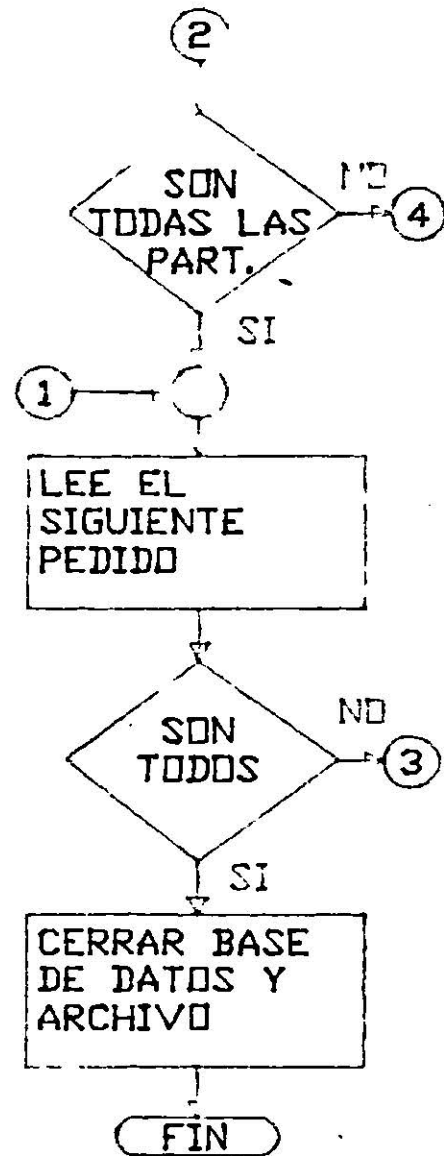 2
SON
TODAS LAS
PART.
NO
4
SI
1
LEE EL
SIGUIENTE
PEDIDO
SON
TODOS
NO
3
SI
CERRAR BASE
DE DATOS Y
ARCHIVO
FIN